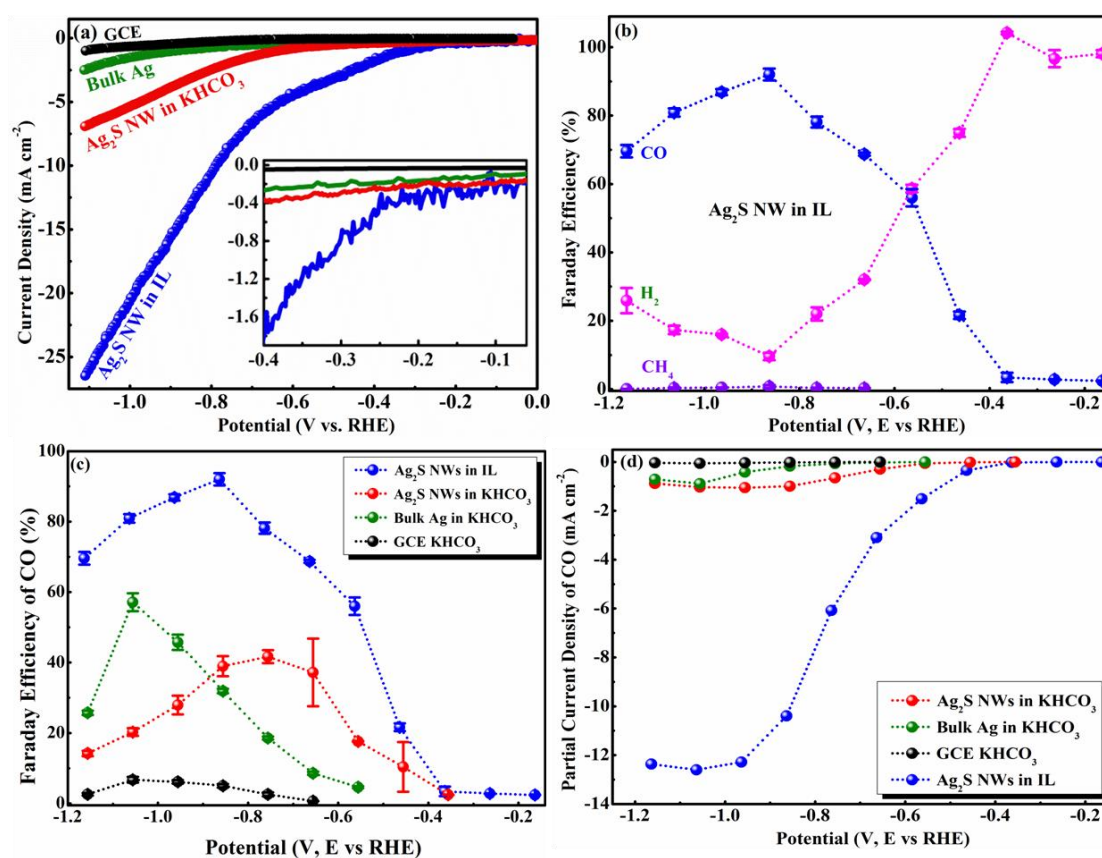 (a)
GCE
Bulk Ag
Ag₂S NW in KHCO₃
Ag₂S NW in IL
Current Density (mA cm⁻²)
0
-5
-10
-15
-20
-25
-1.0
-0.8
-0.6
-0.4
-0.2
0.0
Potential (V vs. RHE)
0.0
-0.4
-0.8
-1.2
-1.6
-0.4
-0.3
-0.2
-0.1
(b)
Faraday Efficiency (%)
100
80
60
40
20
0
CO
Ag₂S NW in IL
H₂
CH₄
-1.2
-1.0
-0.8
-0.6
-0.4
-0.2
Potential (V, E vs RHE)
(c)
Faraday Efficiency of CO (%)
100
80
60
40
20
0
Ag₂S NWs in IL
Ag₂S NWs in KHCO₃
Bulk Ag in KHCO₃
GCE KHCO₃
-1.2
-1.0
-0.8
-0.6
-0.4
-0.2
Potential (V, E vs RHE)
(d)
Partial Current Density of CO (mA cm⁻²)
0
-2
-4
-6
-8
-10
-12
-14
Ag₂S NWs in KHCO₃
Bulk Ag in KHCO₃
GCE KHCO₃
Ag₂S NWs in IL
-1.2
-1.0
-0.8
-0.6
-0.4
-0.2
Potential (V, E vs RHE)